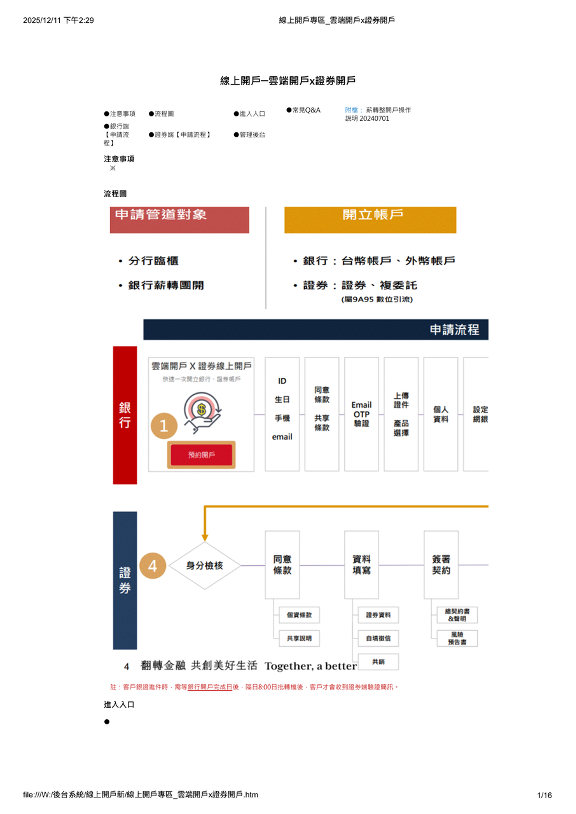 2025/12/11 下午2:29
線上開戶專區_雲端開戶x證券開戶
線上開戶─雲端開戶x證券開戶
●注意事項 ●流程圖 ●進入入口 ●常見Q&A 附檔： 薪轉整開戶操作
說明 20240701
●銀行端
【申請流
程】
●證券端【申請流程】 ●管理後台
注意事項
※
流程圖
申請管道對象
開立帳戶
• 分行臨櫃
• 銀行薪轉團開
• 銀行：台幣帳戶、外幣帳戶
• 證券：證券、複委託
(屬9A95 數位引流)
申請流程
銀行
雲端開戶 X 證券線上開戶
快速一次開立銀行、證券帳戶
1
預約開戶
ID
生日
手機
email
同意
條款
共享
條款
Email
OTP
驗證
上傳
證件
產品
選擇
個人
資料
設定
網銀
證券
4
身分檢核
同意
條款
個資條款
共享說明
資料
填寫
證券資料
自填徵信
共銷
簽署
契約
總契約書
&聲明
風險
預告書
4 翻轉金融 共創美好生活 Together, a better
註：客戶銀證進件時，需等銀行開戶完成日後，隔日8:00日批轉檔後，客戶才會收到證券端驗證簡訊。
進入入口
●
file:///W:/後台系統/線上開戶新/線上開戶專區_雲端開戶x證券開戶.htm
1/16